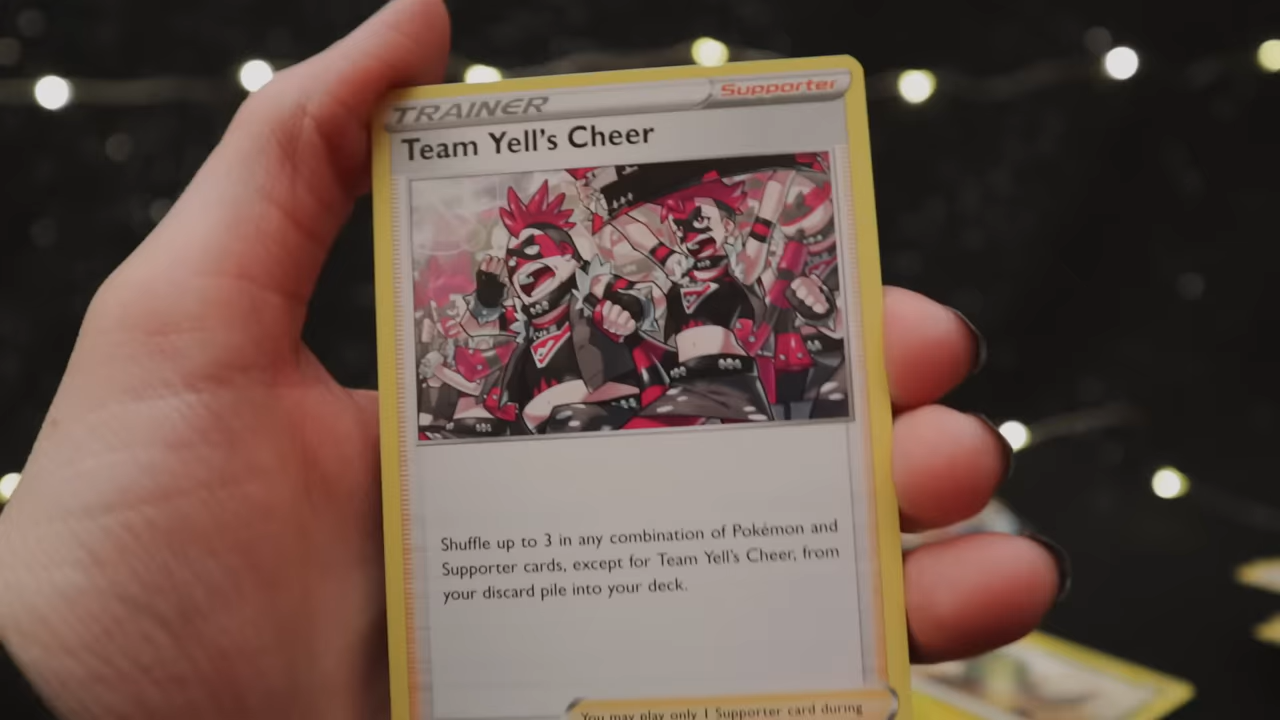 TRAINER
Supporter
Team Yell's Cheer
Shuffle up to 3 in any combination of Pokémon and
Supporter cards, except for Team Yell's Cheer, from
your discard pile into your deck.
You may play only 1 Supporter card during